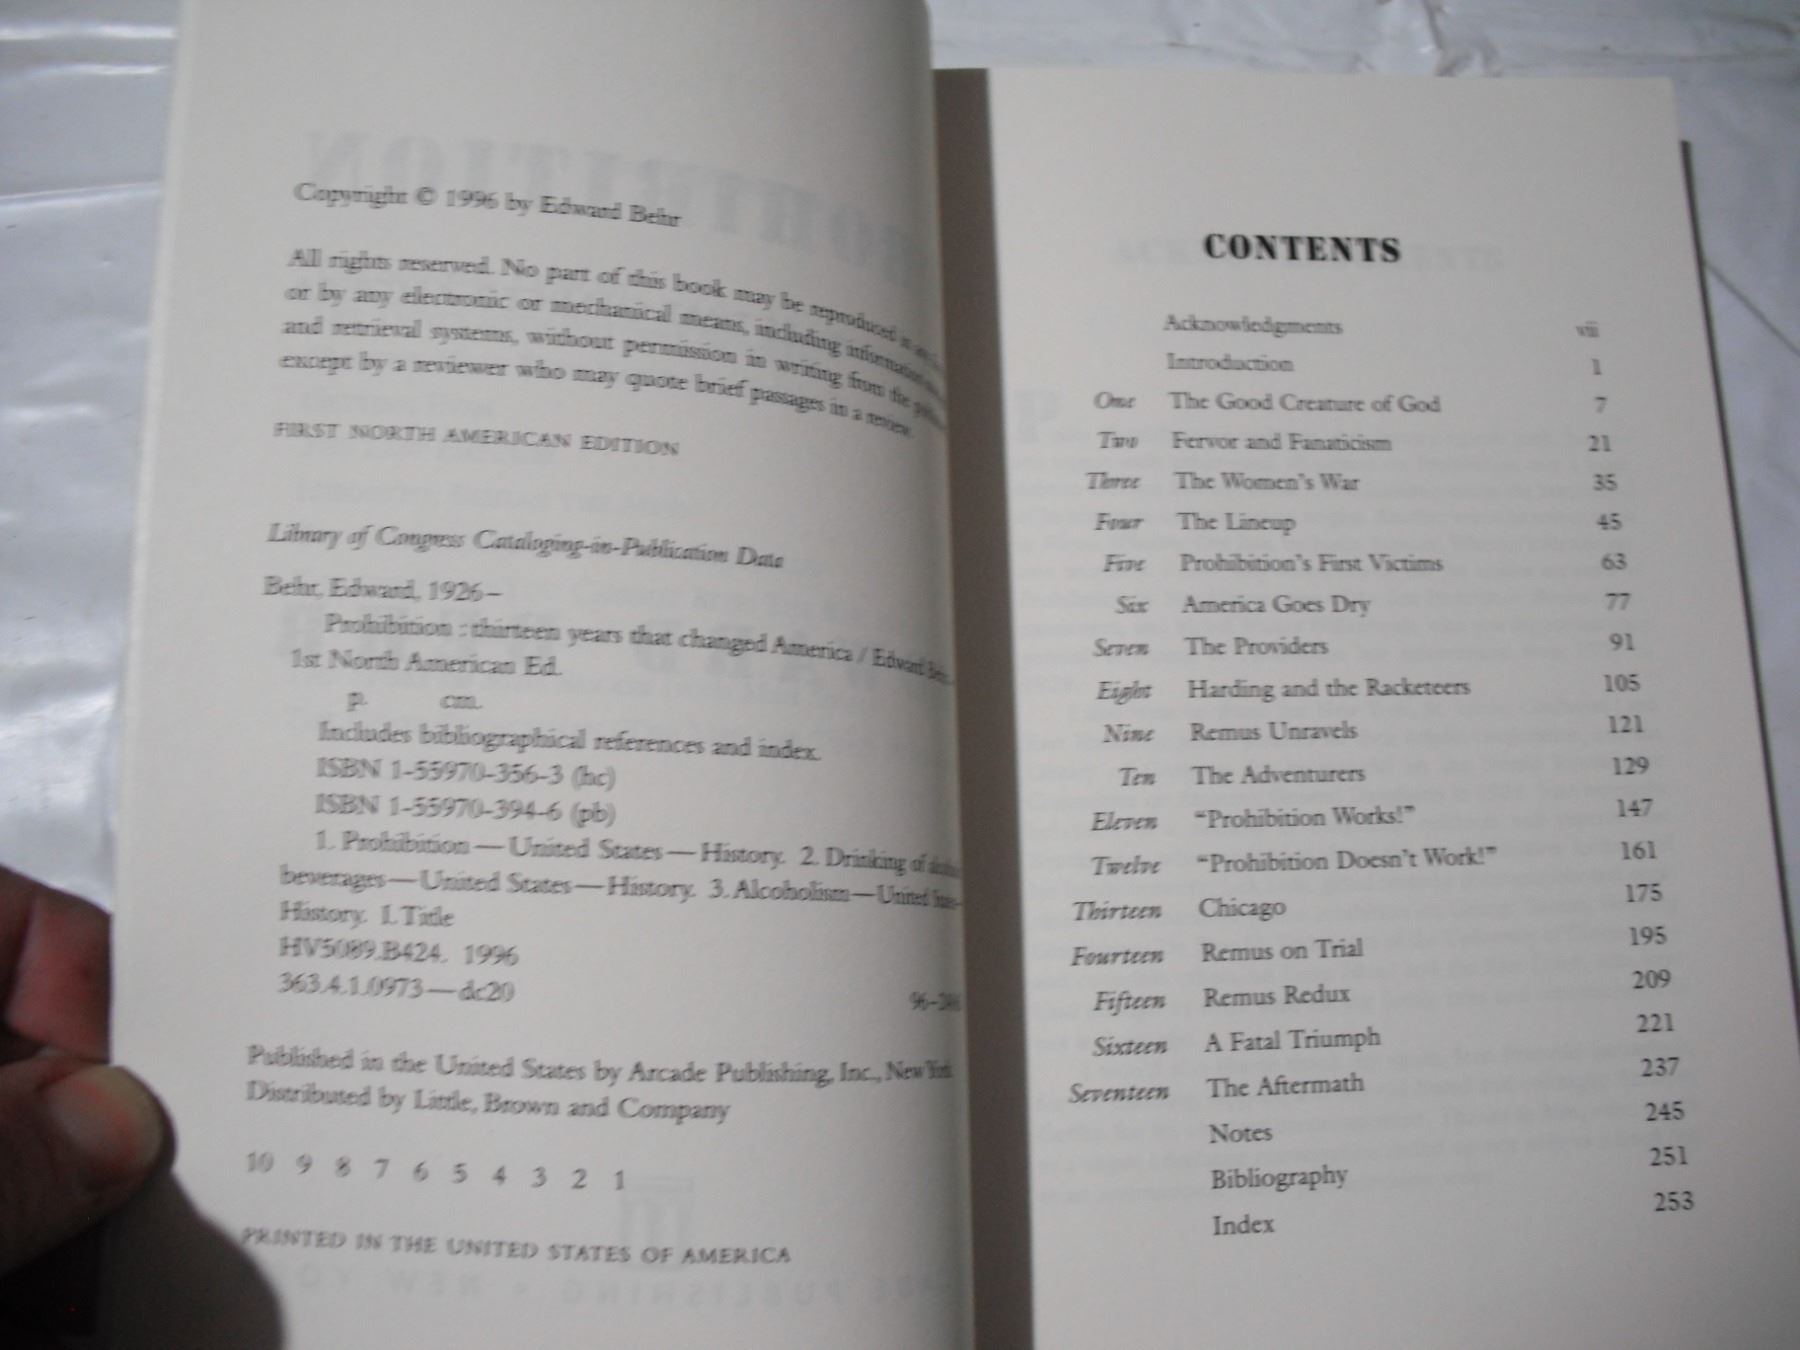 Copyright © 1996 by Edward Behr
All rights reserved. No part of this book may be reproduced in any
or by any electronic or mechanical means, including information
and retrieval systems, without permission in writing from the
except by a reviewer who may quote brief passages in a review.
FIRST NORTH AMERICAN EDITION
Library of Congress Cataloging-in-Publication Data
Behr, Edward, 1926–
Prohibition : thirteen years that changed America / Edward Behr.
1st North American Ed.
p. cm.
Includes bibliographical references and index.
ISBN 1-55970-356-3 (hc)
ISBN 1-55970-394-6 (pb)
1. Prohibition—United States—History. 2. Drinking of
beverages—United States—History. 3. Alcoholism—United
History. I. Title
HV5089.B424. 1996
363.4.1.0973—dc20
Published in the United States by Arcade Publishing, Inc., New York
Distributed by Little, Brown and Company
10 9 8 7 6 5 4 3 2 1
PRINTED IN THE UNITED STATES OF AMERICA
CONTENTS
Acknowledgments vii
Introduction 1
One The Good Creature of God 7
Two Fervor and Fanaticism 21
Three The Women's War 35
Four The Lineup 45
Five Prohibition's First Victims 63
Six America Goes Dry 77
Seven The Providers 91
Eight Harding and the Racketeers 105
Nine Remus Unravels 121
Ten The Adventurers 129
Eleven “Prohibition Works!” 147
Twelve “Prohibition Doesn't Work!” 161
Thirteen Chicago 175
Fourteen Remus on Trial 195
Fifteen Remus Redux 209
Sixteen A Fatal Triumph 221
Seventeen The Aftermath 237
Notes 245
Bibliography 251
Index 253